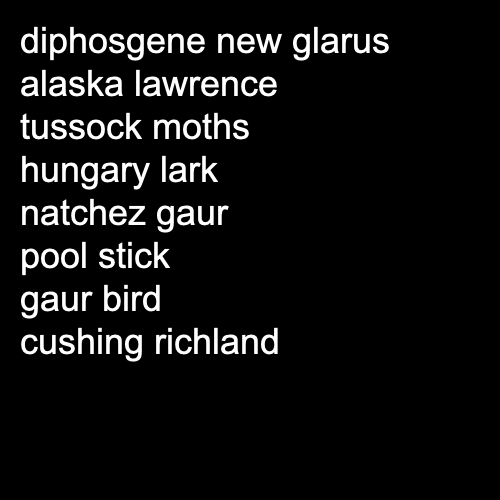 diphosgene new glarus
alaska lawrence
tussock moths
hungary lark
natchez gaur
pool stick
gaur bird
cushing richland